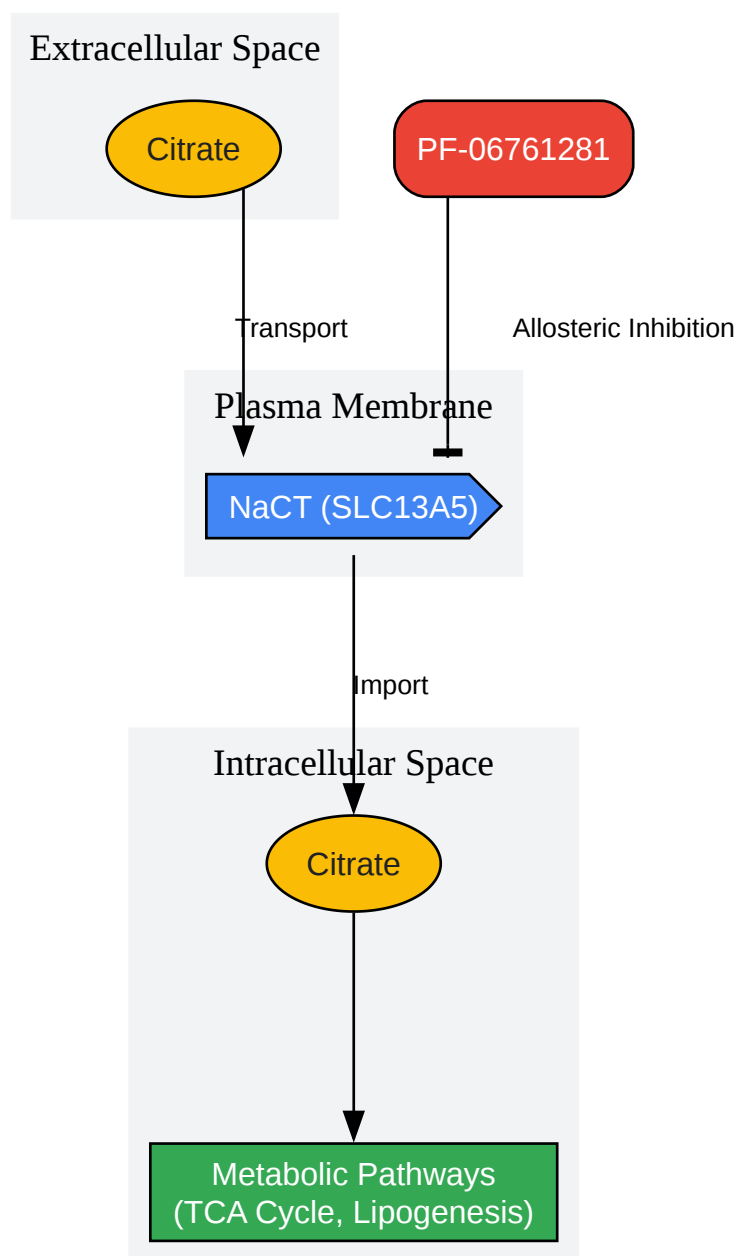 Extracellular Space
Citrate
PF-06761281
Transport
Allosteric Inhibition
Plasma Membrane
NaCT (SLC13A5)
Import
Intracellular Space
Citrate
Metabolic Pathways
(TCA Cycle, Lipogenesis)